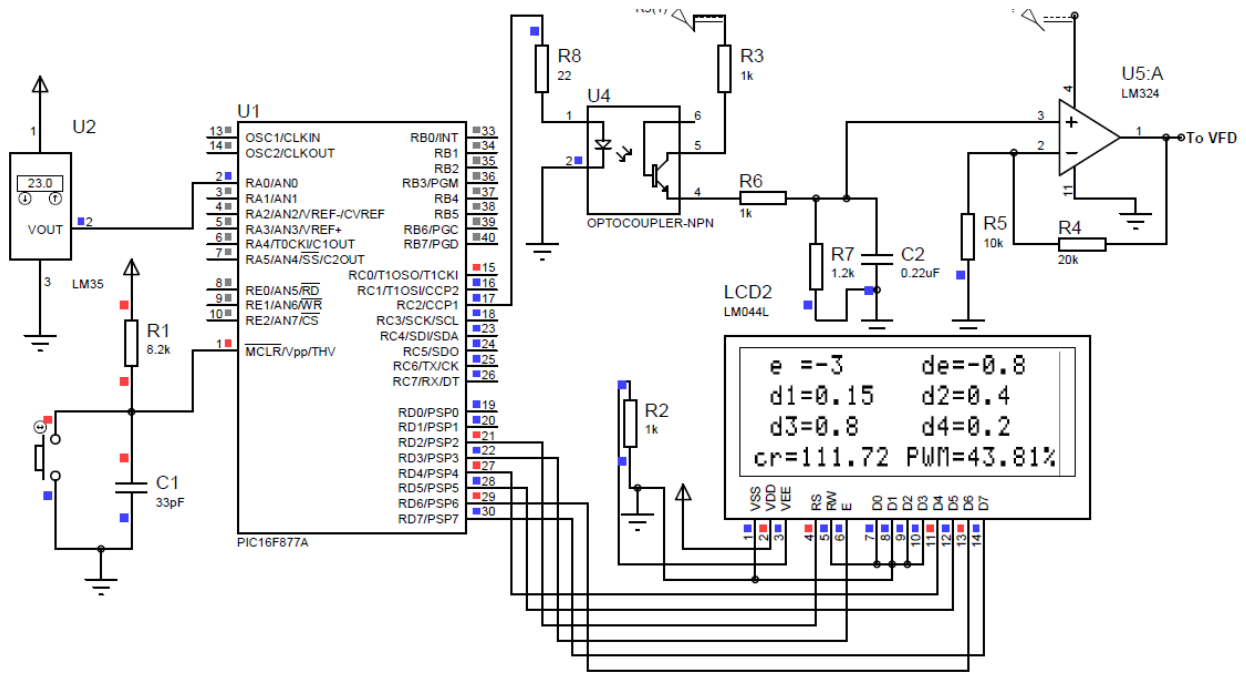 U2
1
23.0
VOUT
2
3
LM35
R1
8.2k
C1
33pF
U1
13 OSC1/CLKIN
14 OSC2/CLKOUT
2 RA0/AN0
3 RA1/AN1
4 RA2/AN2/VREF-/CVREF
5 RA3/AN3/VREF+
6 RA4/T0CKI/C1OUT
7 RA5/AN4/SS/C2OUT
8 RE0/AN5/RD
9 RE1/AN6/WR
10 RE2/AN7/CS
1 MCLR/Vpp/THV
RB0/INT 33
RB1 34
RB2 35
RB3/PGM 36
RB4 37
RB5 38
RB6/PGC 39
RB7/PGD 40
RC0/T1OSO/T1CKI 15
RC1/T1OSI/CCP2 16
RC2/CCP1 17
RC3/SCK/SCL 18
RC4/SDI/SDA 23
RC5/SDO 24
RC6/TX/CK 25
RC7/RX/DT 26
RD0/PSP0 19
RD1/PSP1 20
RD2/PSP2 21
RD3/PSP3 22
RD4/PSP4 27
RD5/PSP5 28
RD6/PSP6 29
RD7/PSP7 30
PIC16F877A
R8
22
U4
1
2
6
5
4
OPTOCOUPLER-NPN
R3
1k
R6
1k
R7
1.2k
C2
0.22uF
U5:A
LM324
3
2
4
11
1
To VFD
R5
10k
R4
20k
R2
1k
LCD2
LM044L
e =-3 de=-0.8
d1=0.15 d2=0.4
d3=0.8 d4=0.2
cr=111.72 PWM=43.81%
VSS VDD VEE RS RW E D0 D1 D2 D3 D4 D5 D6 D7
1 2 3 4 5 6 7 8 9 10 11 12 13 14